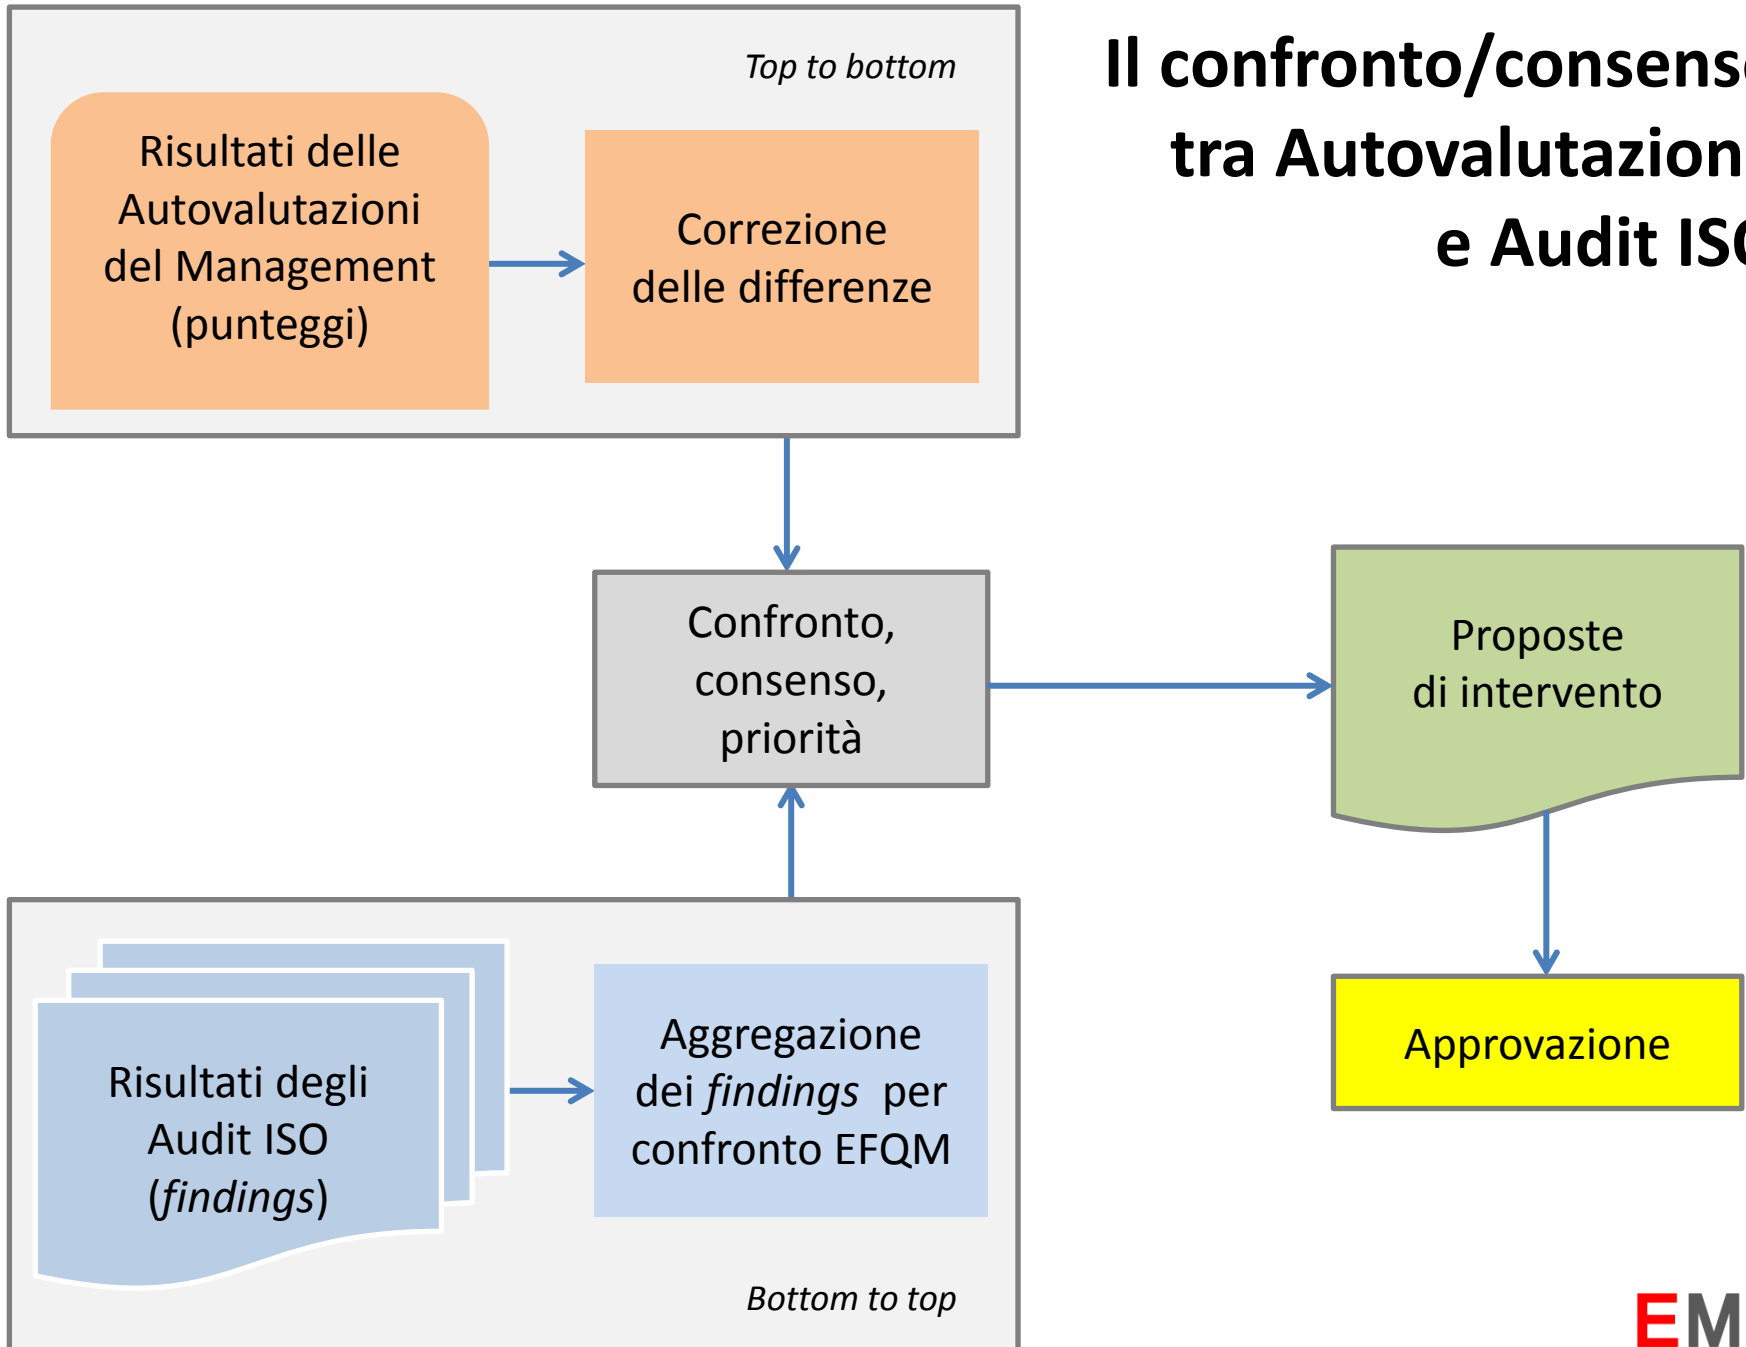 Top to bottom
Il confronto/consenso
tra Autovalutazion
e Audit ISO
Risultati delle
Autovalutazioni
del Management
(punteggi)
Correzione
delle differenze
Confronto,
consenso,
priorità
Proposte
di intervento
Approvazione
Risultati degli
Audit ISO
(findings)
Aggregazione
dei findings per
confronto EFQM
Bottom to top
EM